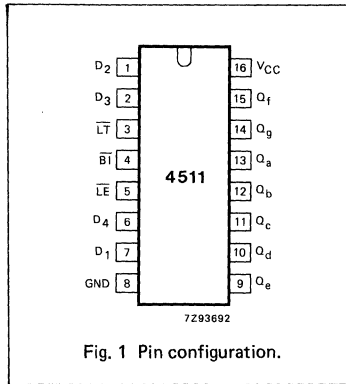 D2 1 16 VCC
D3 2 15 Qf
LT 3 14 Qg
BI 4 13 Qa
4511
LE 5 12 Qb
D4 6 11 Qc
D1 7 10 Qd
GND 8 9 Qe
7Z93692
Fig. 1 Pin configuration.